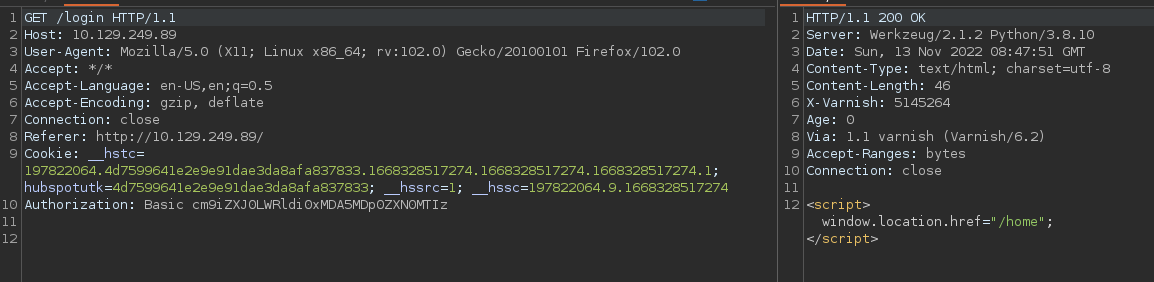 1 GET /login HTTP/1.1
2 Host: 10.129.249.89
3 User-Agent: Mozilla/5.0 (X11; Linux x86_64; rv:102.0) Gecko/20100101 Firefox/102.0
4 Accept: */*
5 Accept-Language: en-US,en;q=0.5
6 Accept-Encoding: gzip, deflate
7 Connection: close
8 Referer: http://10.129.249.89/
9 Cookie: __hstc=
197822064.4d7599641e2e9e91dae3da8afa837833.1668328517274.1668328517274.1668328517274.1;
hubspotutk=4d7599641e2e9e91dae3da8afa837833; __hssrc=1; __hssc=197822064.9.1668328517274
10 Authorization: Basic cm9iZXJ0LWRldi0xMDA5MDpOZXN0MTIz
11
12
1 HTTP/1.1 200 OK
2 Server: Werkzeug/2.1.2 Python/3.8.10
3 Date: Sun, 13 Nov 2022 08:47:51 GMT
4 Content-Type: text/html; charset=utf-8
5 Content-Length: 46
6 X-Varnish: 5145264
7 Age: 0
8 Via: 1.1 varnish (Varnish/6.2)
9 Accept-Ranges: bytes
10 Connection: close
11
12 <script>
window.location.href="/home";
</script>